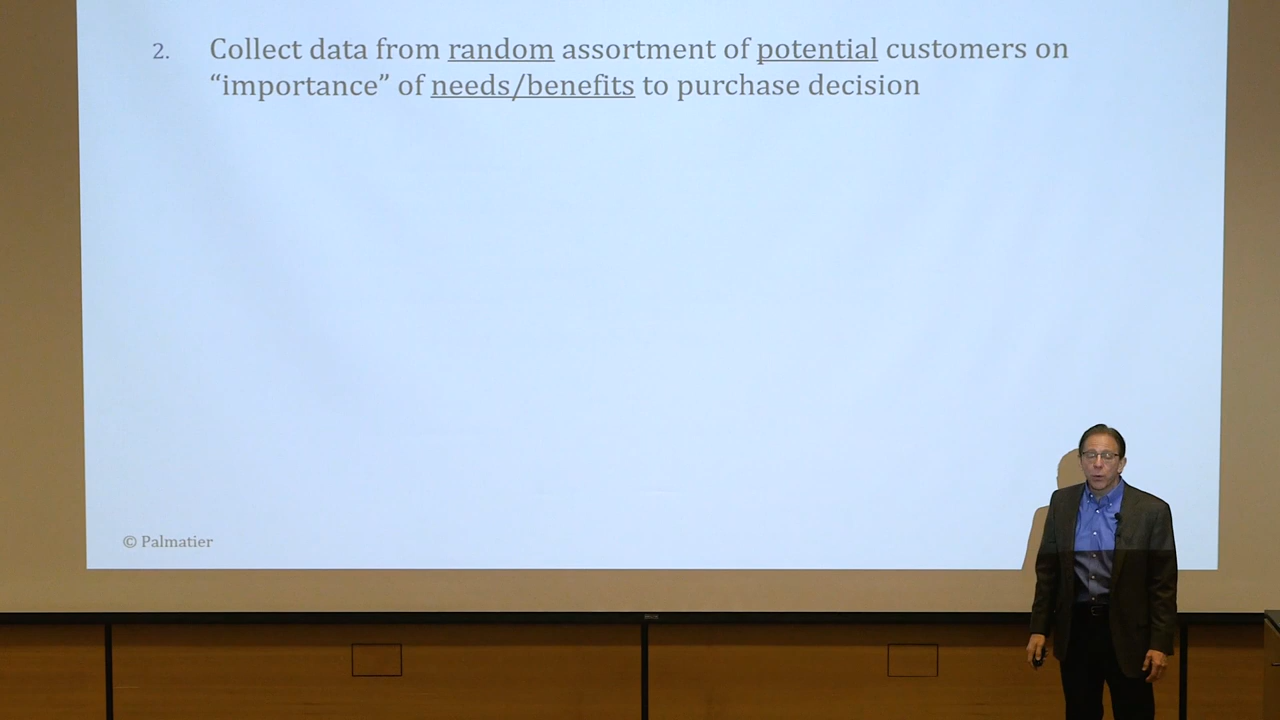 2. Collect data from random assortment of potential customers on
“importance” of needs/benefits to purchase decision
© Palmatier